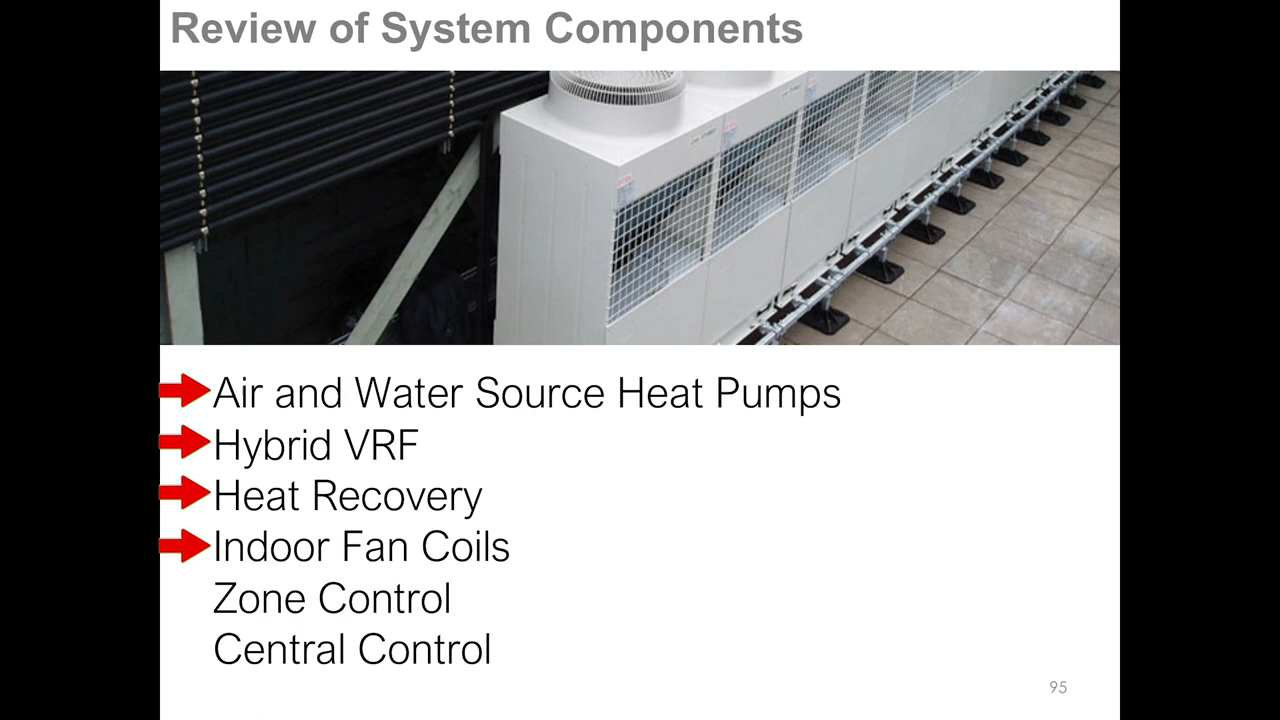 Review of System Components
Air and Water Source Heat Pumps
Hybrid VRF
Heat Recovery
Indoor Fan Coils
Zone Control
Central Control
95